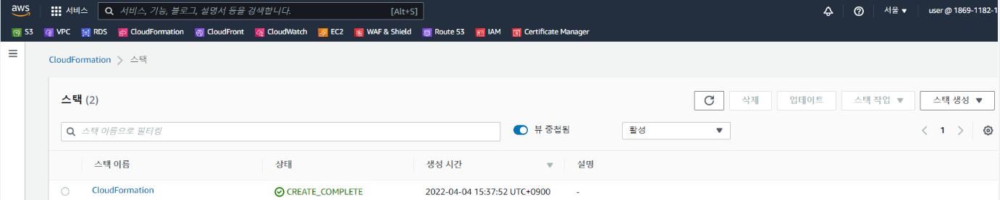 aws 서비스 서비스, 기능, 블로그, 설명서 등을 검색합니다. [Alt+S] 서울 ▼ user @ 1869-1182-1
S3 VPC RDS CloudFormation CloudFront CloudWatch EC2 WAF & Shield Route 53 IAM Certificate Manager
CloudFormation > 스택
스택 (2) 삭제 업데이트 스택 작업 ▼ 스택 생성 ▼
스택 이름으로 필터링 뷰 중첩됨 활성 ▼ < 1 >
스택 이름 상태 생성 시간 ▼ 설명
CloudFormation CREATE_COMPLETE 2022-04-04 15:37:52 UTC+0900 -